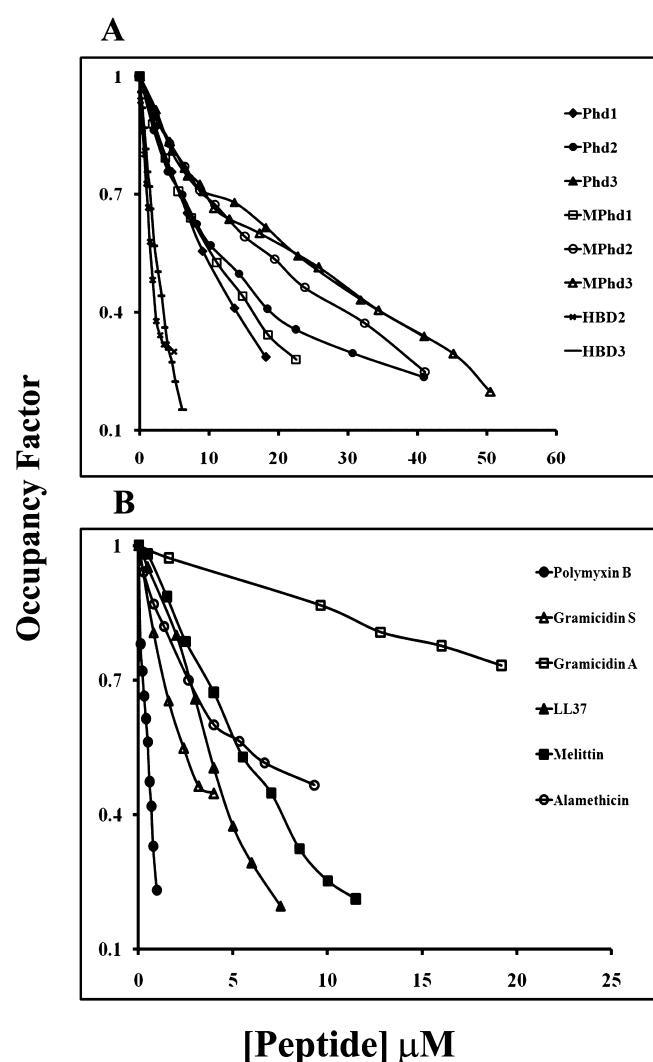 A
1
0.7
0.4
0.1
0
10
20
30
40
50
60
Phd1
Phd2
Phd3
MPhd1
MPhd2
MPhd3
HBD2
HBD3
Occupancy Factor
B
1
0.7
0.4
0.1
0
5
10
15
20
25
Polymyxin B
Gramicidin S
Gramicidin A
LL37
Melittin
Alamethicin
[Peptide] μM